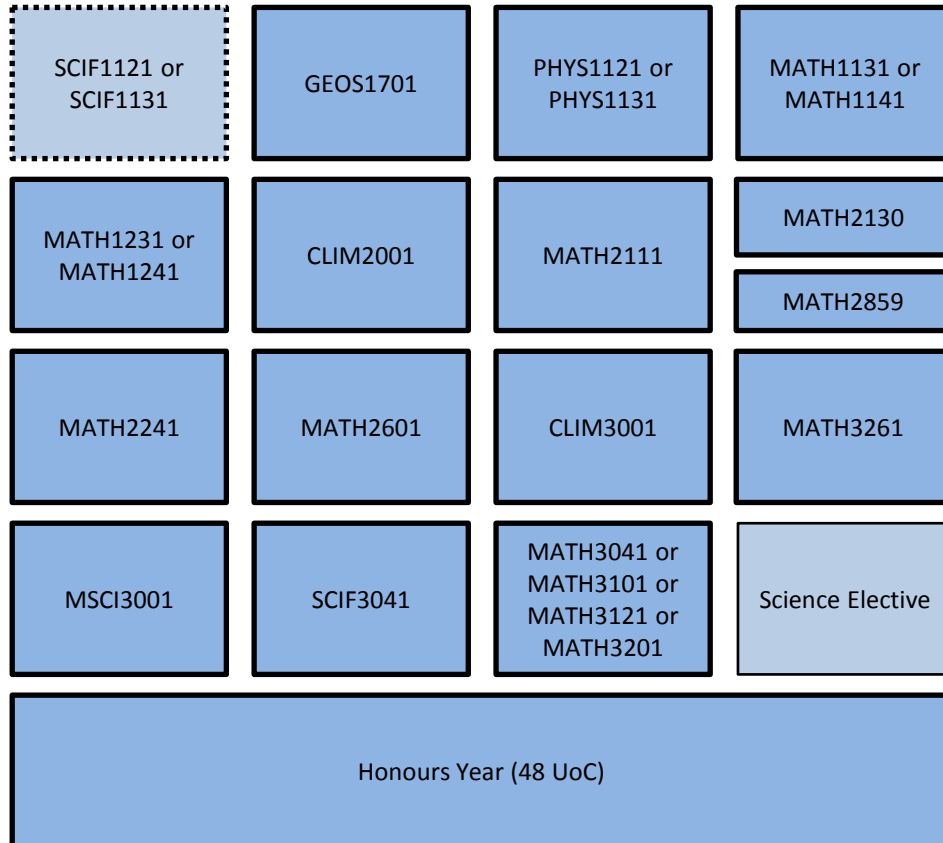 SCIF1121 or
SCIF1131
GEOS1701
PHYS1121 or
PHYS1131
MATH1131 or
MATH1141
MATH1231 or
MATH1241
CLIM2001
MATH2111
MATH2130
MATH2859
MATH2241
MATH2601
CLIM3001
MATH3261
MSCI3001
SCIF3041
MATH3041 or
MATH3101 or
MATH3121 or
MATH3201
Science Elective
Honours Year (48 UoC)